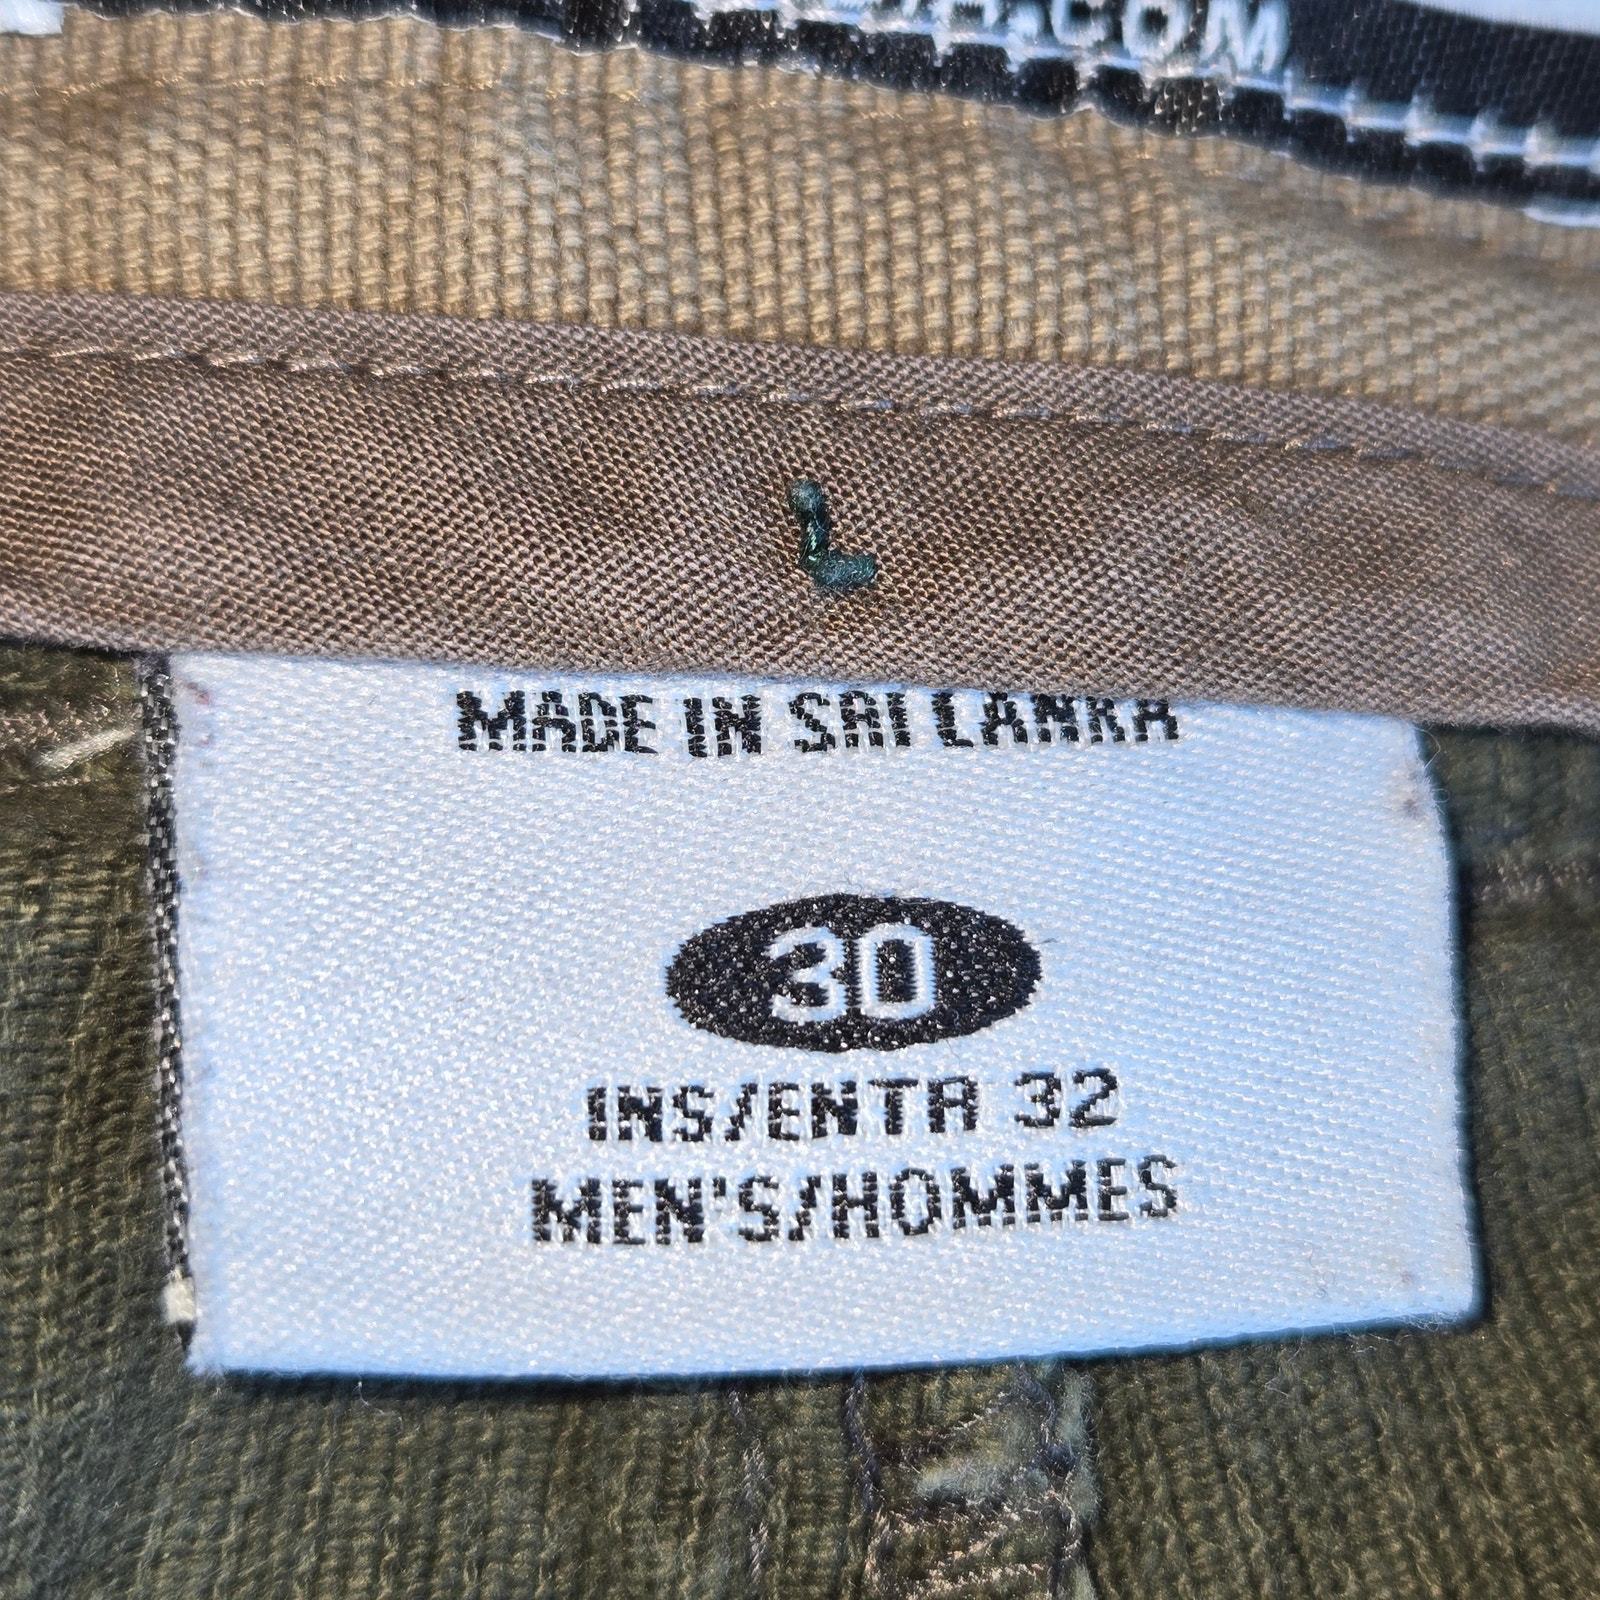 .COM
L
MADE IN SRI LANKA
30
INS/ENTR 32
MEN'S/HOMMES